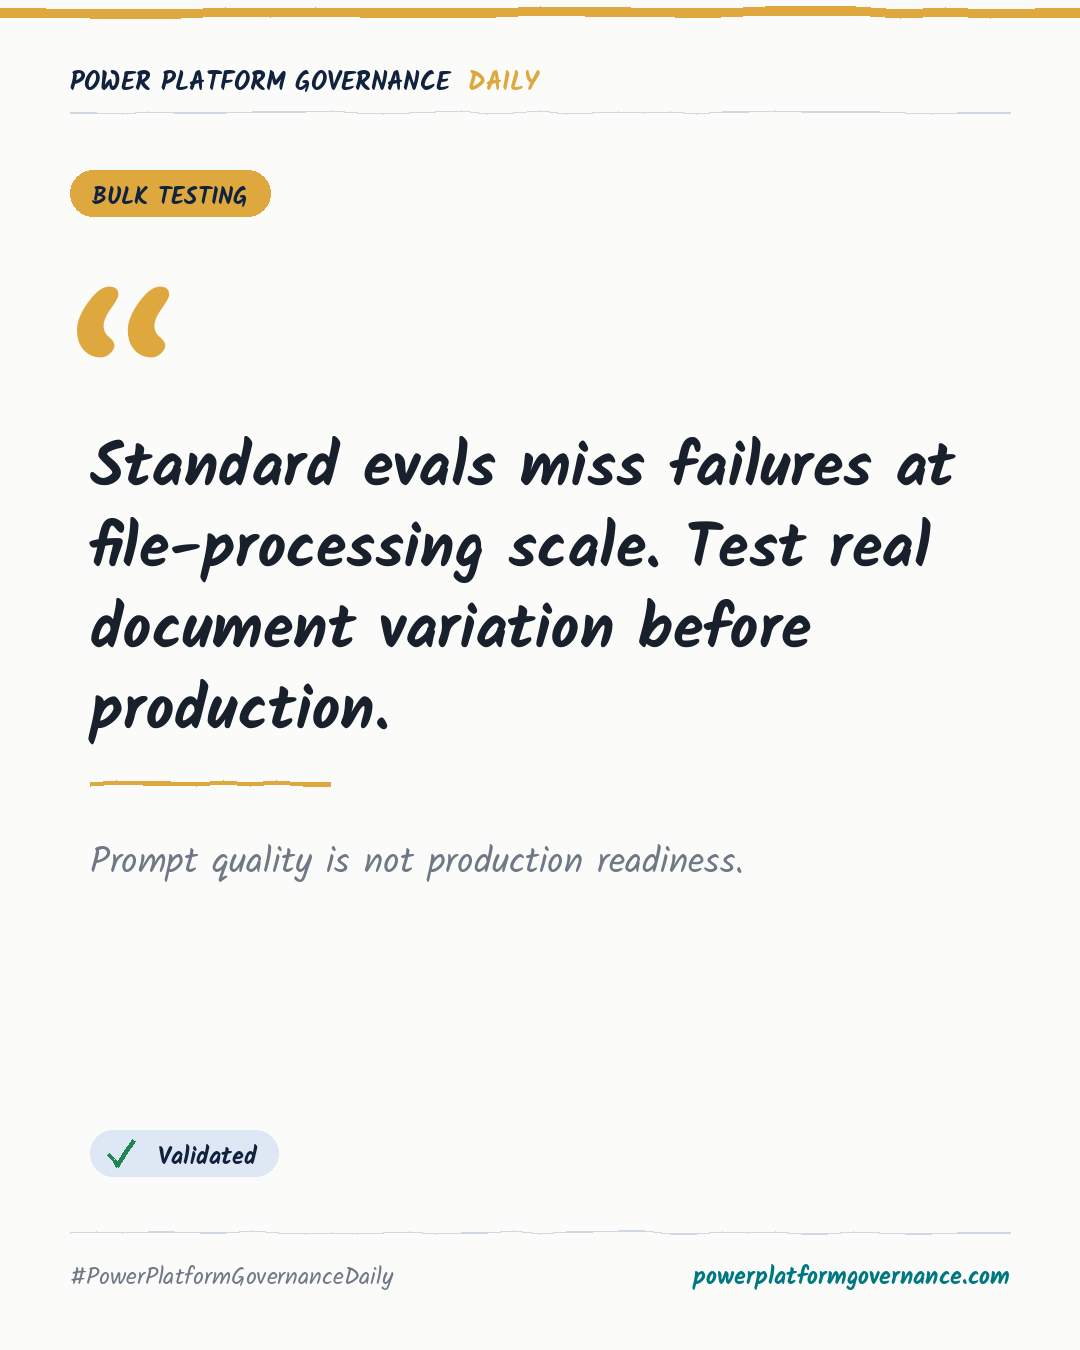 POWER PLATFORM GOVERNANCE DAILY
BULK TESTING
“
Standard evals miss failures at
file-processing scale. Test real
document variation before
production.
Prompt quality is not production readiness.
Validated
#PowerPlatformGovernanceDaily
powerplatformgovernance.com